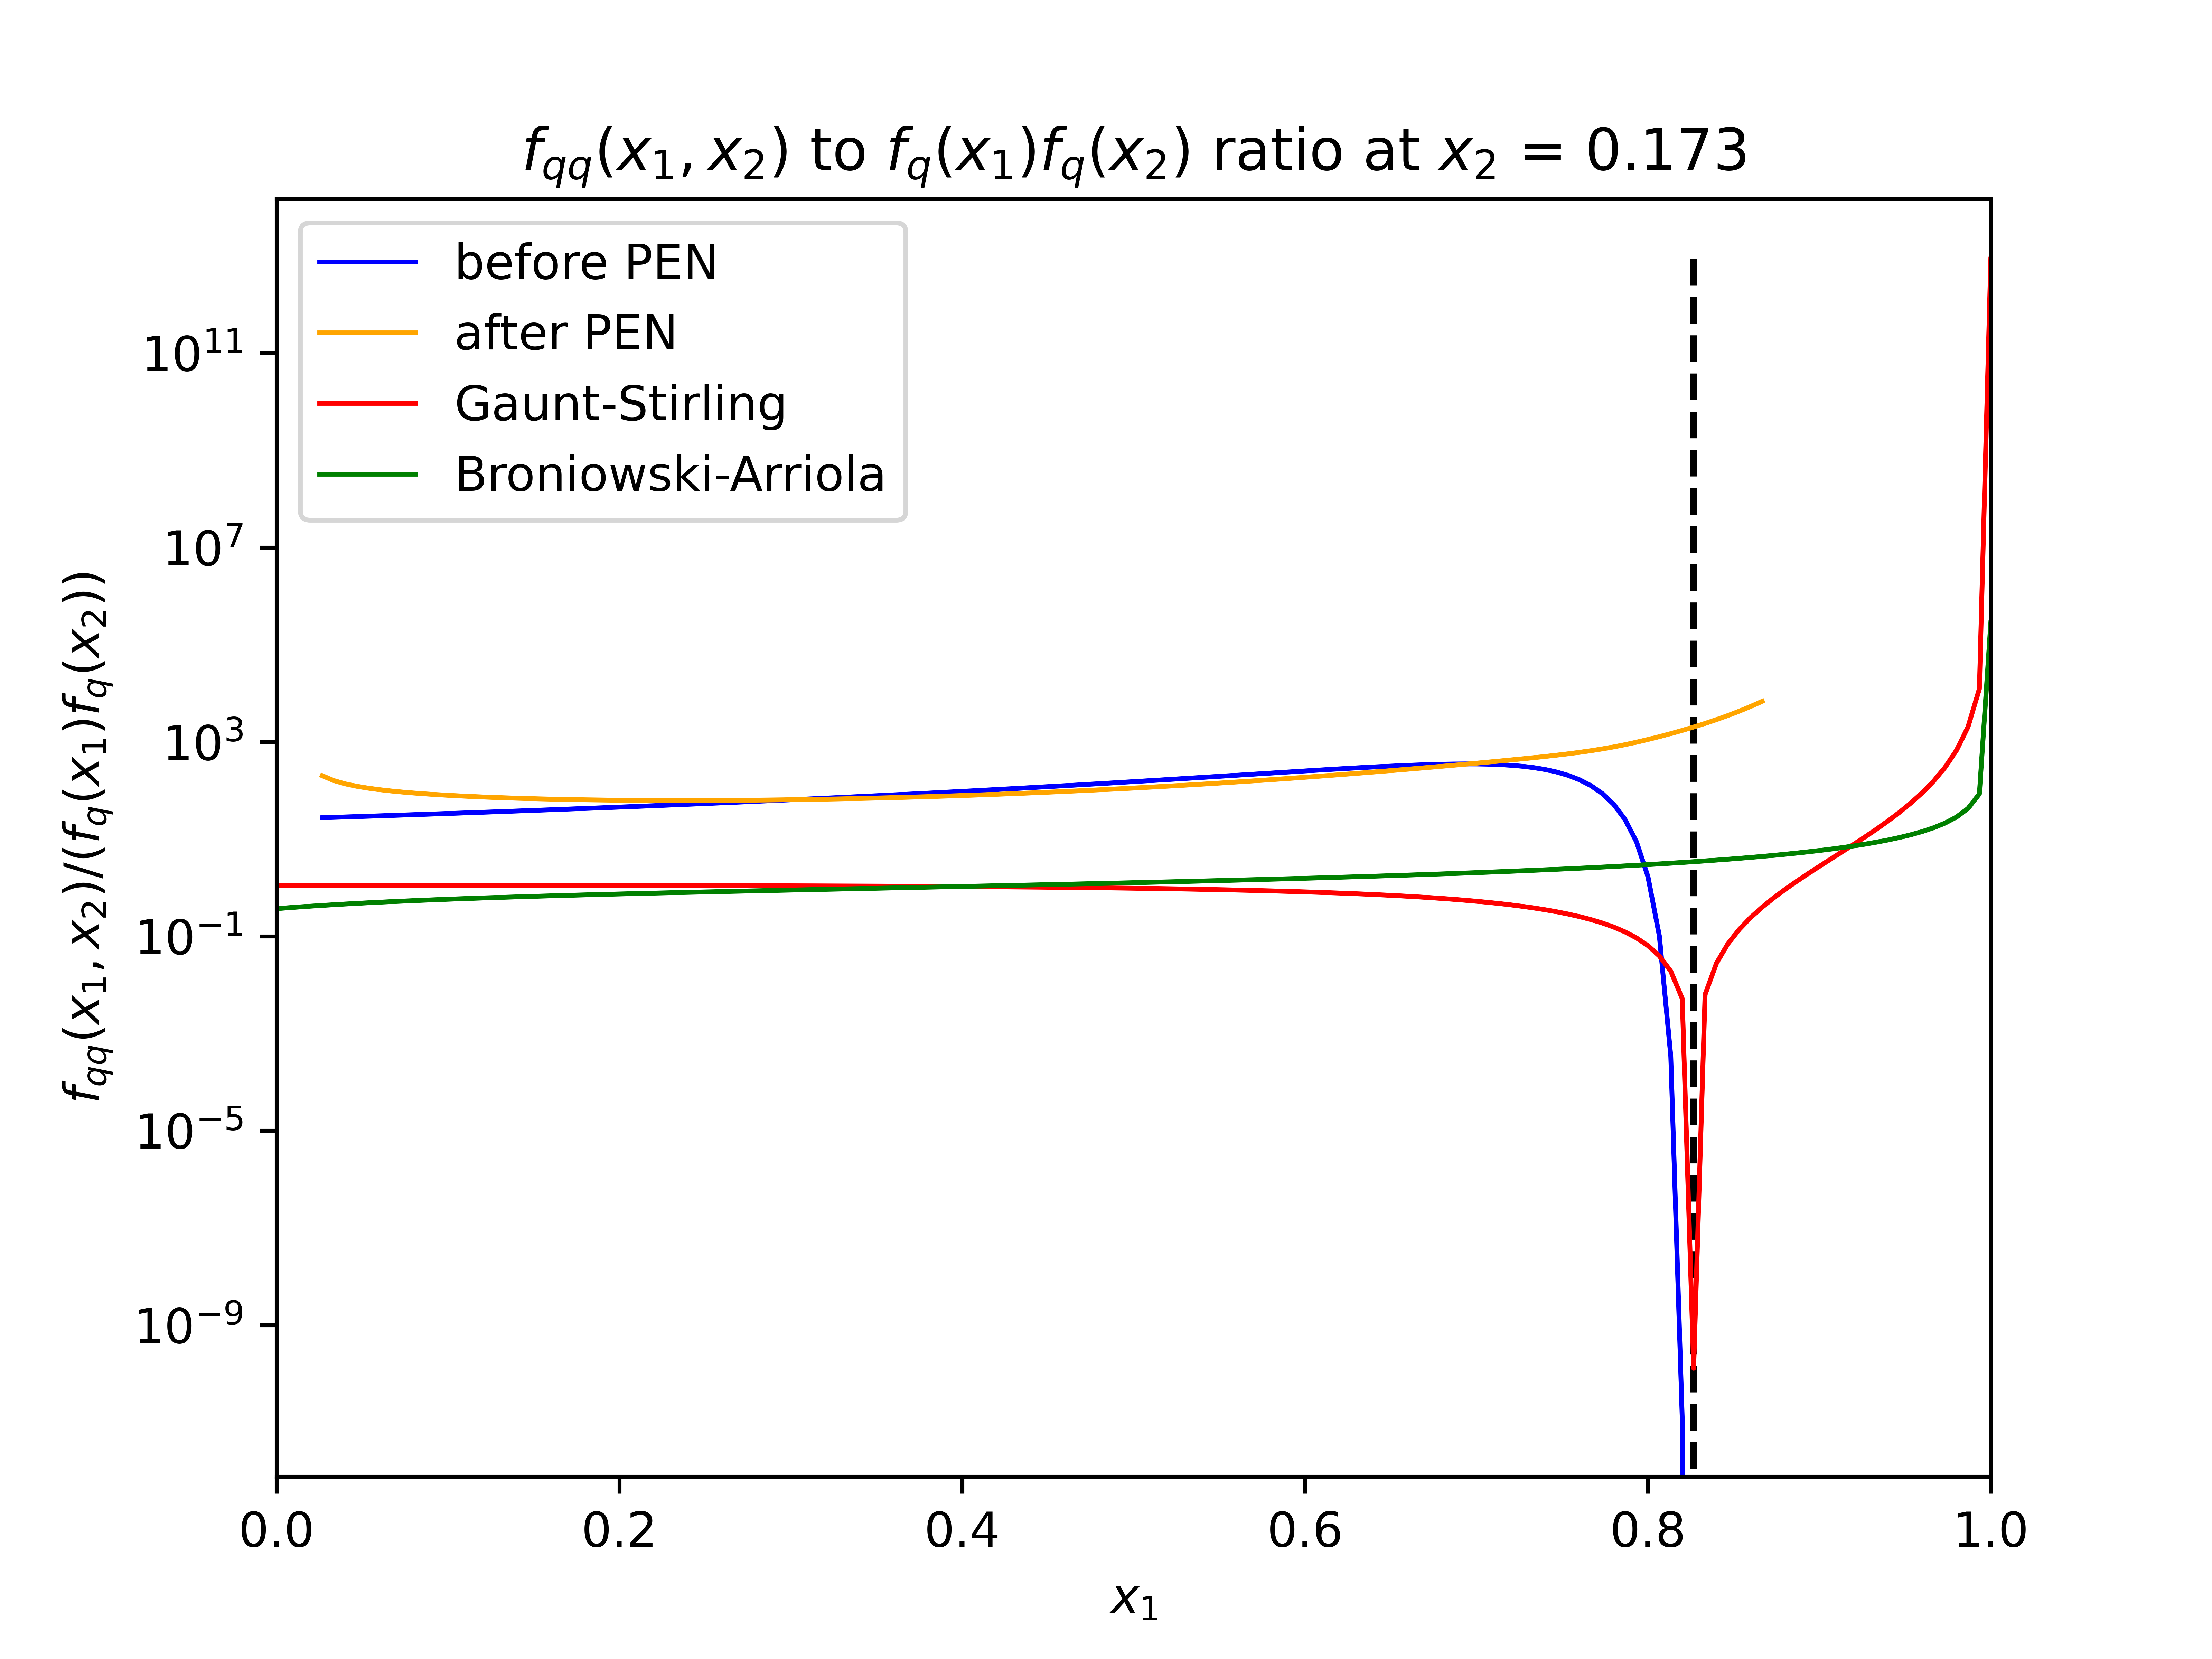 f_qq(x_1, x_2) to f_q(x_1)f_q(x_2) ratio at x_2 = 0.173
before PEN
after PEN
Gaunt-Stirling
Broniowski-Arriola
f_qq(x_1, x_2)/(f_q(x_1)f_q(x_2))
10^11
10^7
10^3
10^−1
10^−5
10^−9
0.0 0.2 0.4 0.6 0.8 1.0
x_1